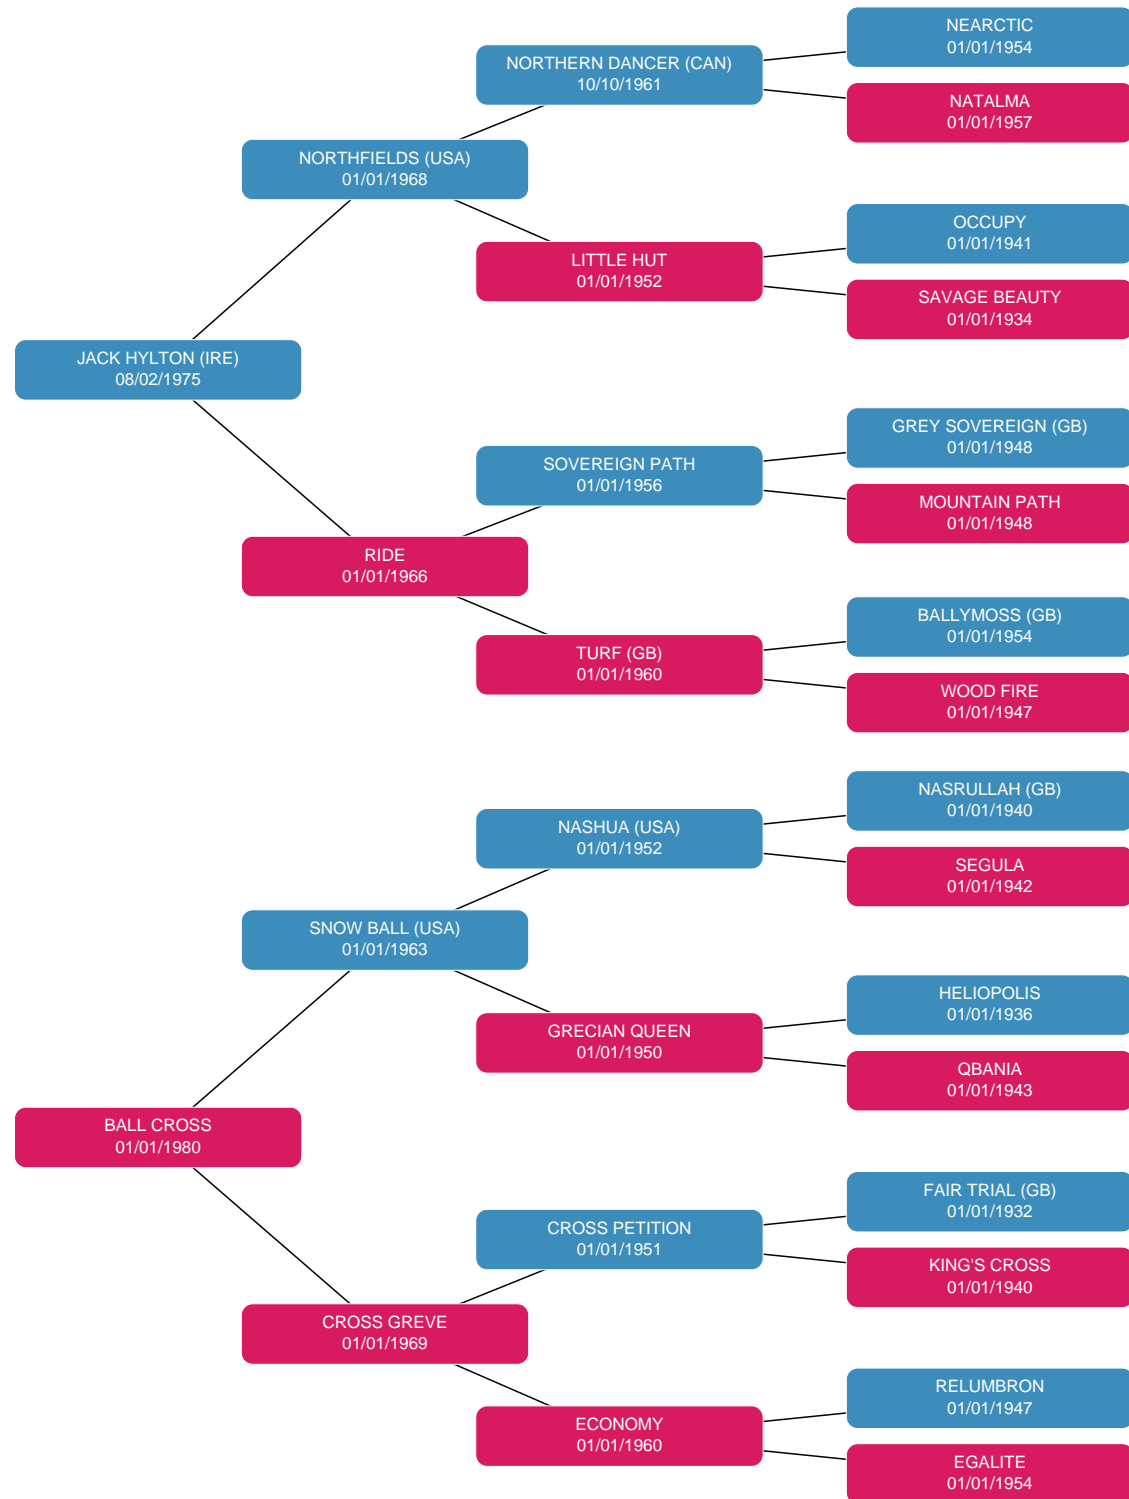 NEARCTIC
01/01/1954
NORTHERN DANCER (CAN)
10/10/1961
NATALMA
01/01/1957
NORTHFIELDS (USA)
01/01/1968
OCCUPY
01/01/1941
LITTLE HUT
01/01/1952
SAVAGE BEAUTY
01/01/1934
JACK HYLTON (IRE)
08/02/1975
GREY SOVEREIGN (GB)
01/01/1948
SOVEREIGN PATH
01/01/1956
MOUNTAIN PATH
01/01/1948
RIDE
01/01/1966
BALLYMOSS (GB)
01/01/1954
TURF (GB)
01/01/1960
WOOD FIRE
01/01/1947
NASRULLAH (GB)
01/01/1940
NASHUA (USA)
01/01/1952
SEGULA
01/01/1942
SNOW BALL (USA)
01/01/1963
HELIOPOLIS
01/01/1936
GRECIAN QUEEN
01/01/1950
QBANIA
01/01/1943
BALL CROSS
01/01/1980
FAIR TRIAL (GB)
01/01/1932
CROSS PETITION
01/01/1951
KING'S CROSS
01/01/1940
CROSS GREVE
01/01/1969
RELUMBRON
01/01/1947
ECONOMY
01/01/1960
EGALITE
01/01/1954